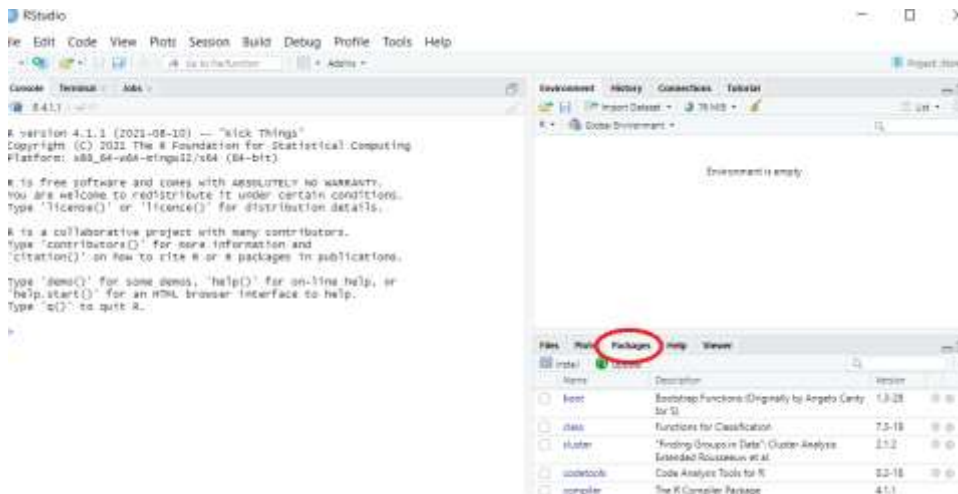 RStudio
Edit Code View Plots Session Build Debug Profile Tools Help
Go to file/function Addins
Console Terminal Jobs
R 4.1.1
R version 4.1.1 (2021-08-10) -- "Kick Things"
Copyright (C) 2021 The R Foundation for Statistical Computing
Platform: x86_64-w64-mingw32/x64 (64-bit)
R is free software and comes with ABSOLUTELY NO WARRANTY.
You are welcome to redistribute it under certain conditions.
Type 'license()' or 'licence()' for distribution details.
R is a collaborative project with many contributors.
Type 'contributors()' for more information and
'citation()' on how to cite R or R packages in publications.
Type 'demo()' for some demos, 'help()' for on-line help, or
'help.start()' for an HTML browser interface to help.
Type 'q()' to quit R.
>
Environment History Connections Tutorial
Import Dataset 78 MiB List
R Global Environment
Environment is empty
Files Plots Packages Help Viewer
Install Update
Name Description Version
boot Bootstrap Functions (Originally by Angelo Canty for S) 1.3-28
class Functions for Classification 7.3-19
cluster "Finding Groups in Data": Cluster Analysis Extended Rousseeuw et al. 2.1.2
codetools Code Analysis Tools for R 0.2-18
compiler The R Compiler Package 4.1.1